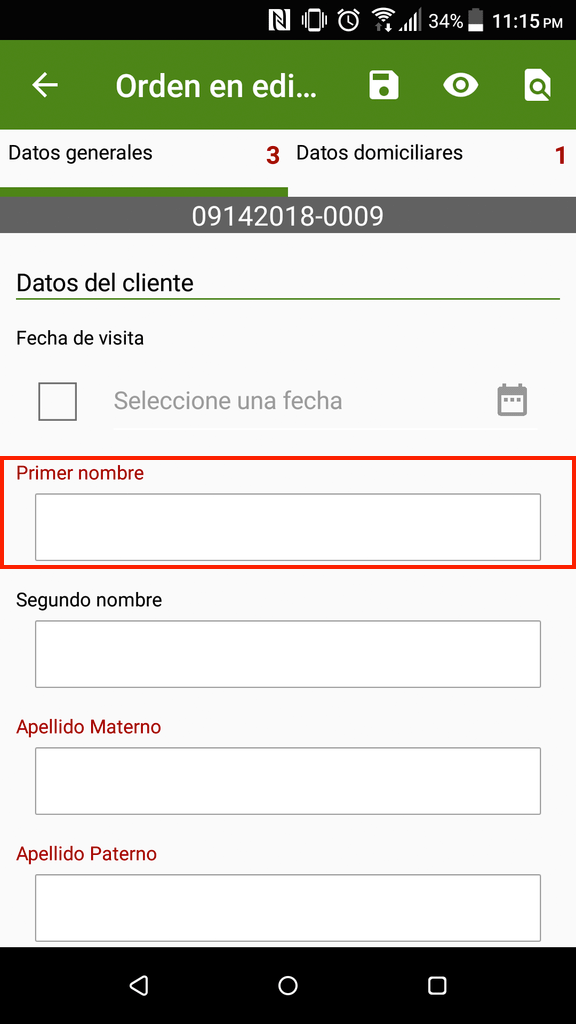 34% 11:15 PM
Orden en edi...
Datos generales 3 Datos domiciliares 1
09142018-0009
Datos del cliente
Fecha de visita
Seleccione una fecha
Primer nombre
Segundo nombre
Apellido Materno
Apellido Paterno